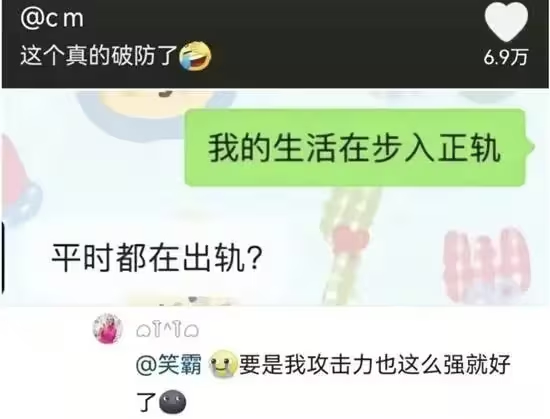 @cm
这个真的破防了🤣
6.9万
我的生活在步入正轨
平时都在出轨?
@笑霸 🥲要是我攻击力也这么强就好
了🌚